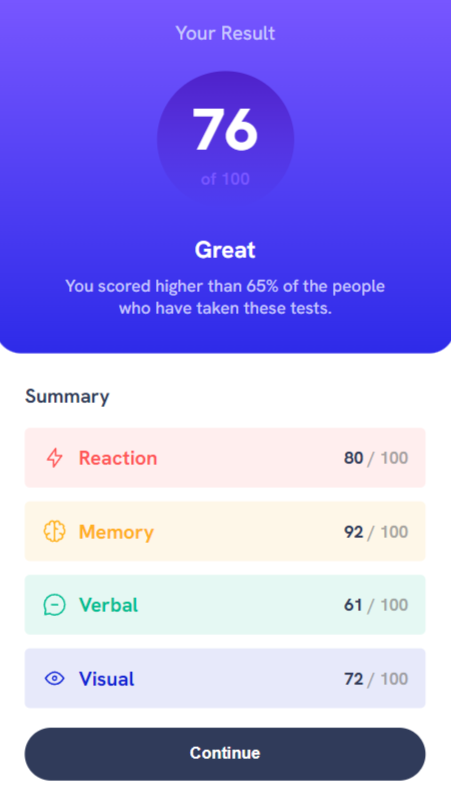 Your Result
76
of 100
Great
You scored higher than 65% of the people
who have taken these tests.
Summary
Reaction 80 / 100
Memory 92 / 100
Verbal 61 / 100
Visual 72 / 100
Continue